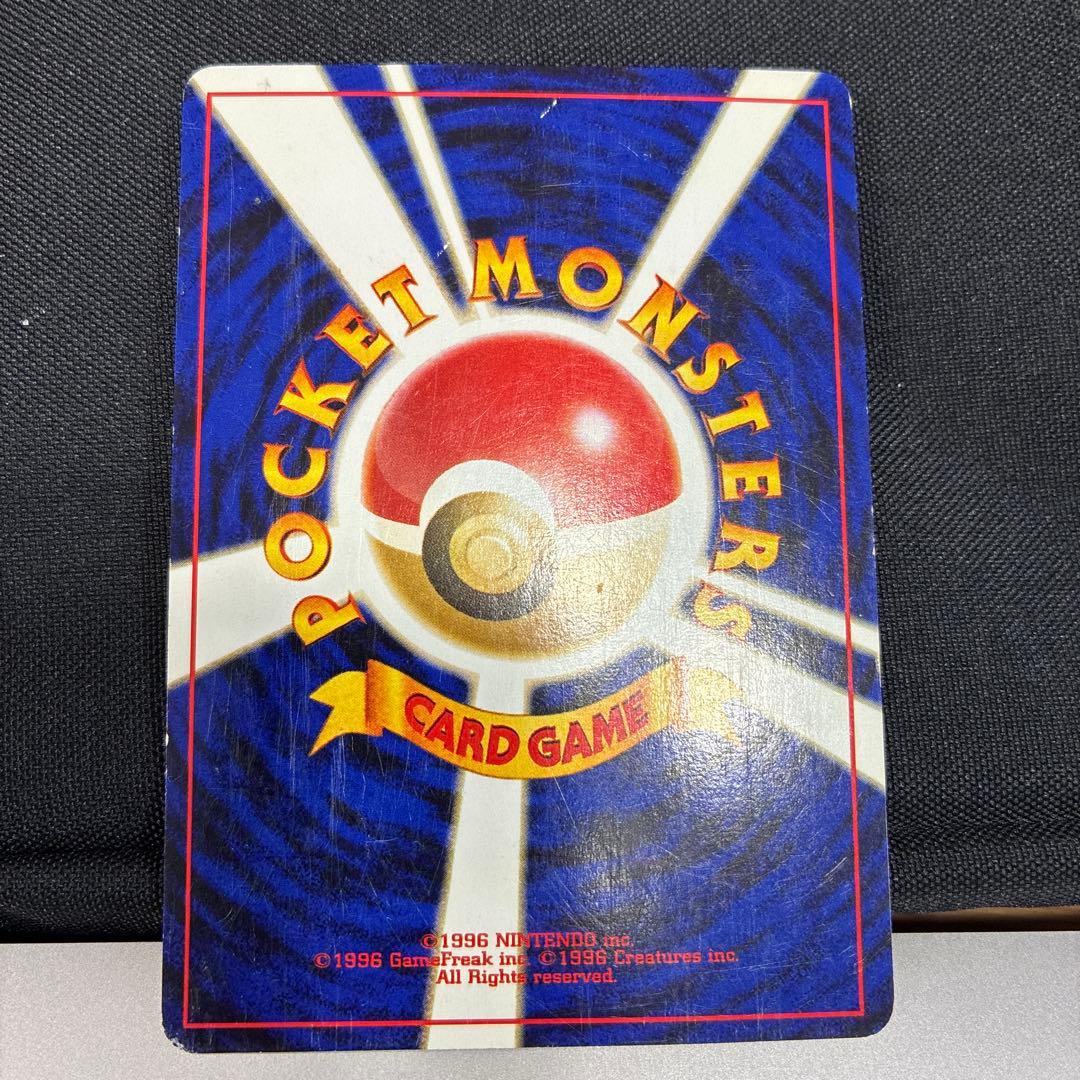 POCKET MONSTERS
CARD GAME
©1996 NINTENDO inc.
©1996 GameFreak inc. ©1996 Creatures inc.
All Rights reserved.